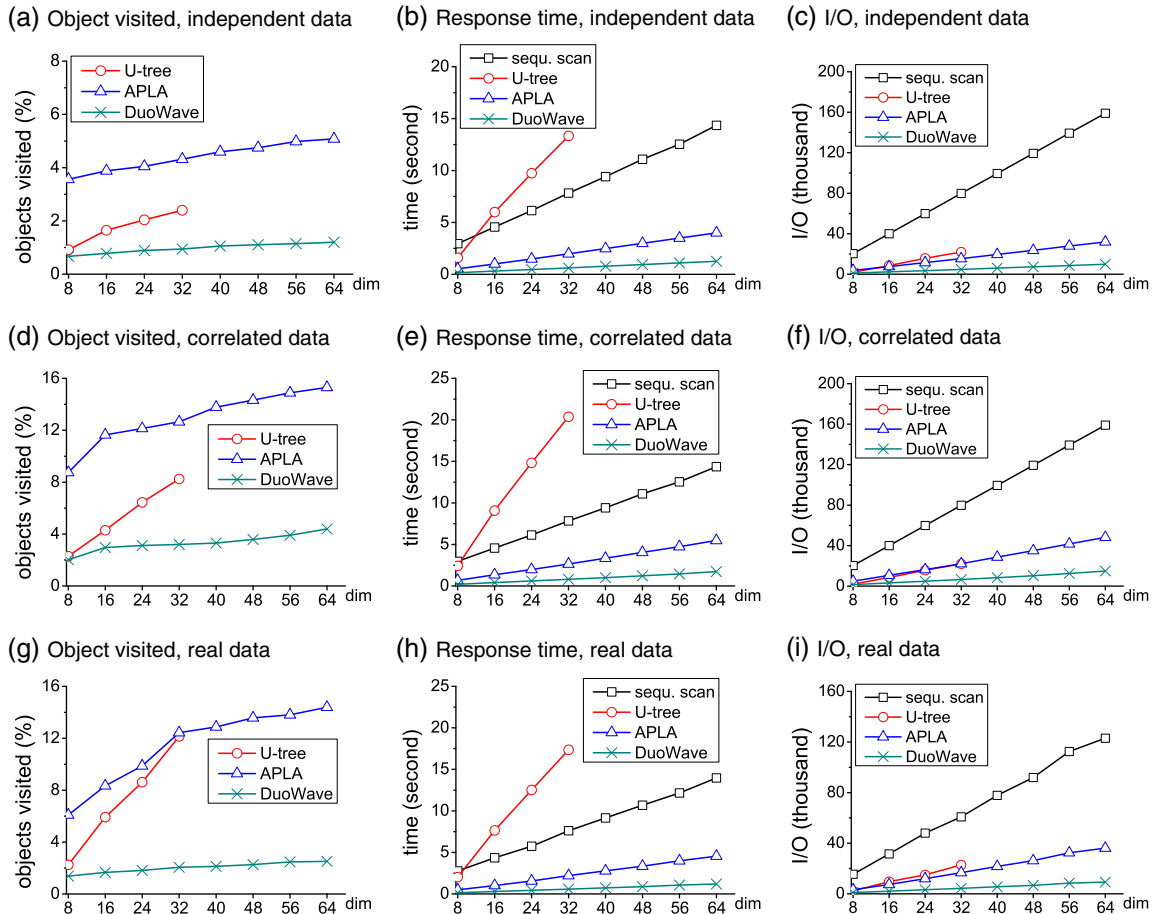 (a) Object visited, independent data
8
6
4
2
0
objects visited (%)
U-tree
APLA
DuoWave
8 16 24 32 40 48 56 64 dim
(b) Response time, independent data
20
15
10
5
0
time (second)
sequ. scan
U-tree
APLA
DuoWave
8 16 24 32 40 48 56 64 dim
(c) I/O, independent data
200
160
120
80
40
0
I/O (thousand)
sequ. scan
U-tree
APLA
DuoWave
8 16 24 32 40 48 56 64 dim
(d) Object visited, correlated data
16
12
8
4
0
objects visited (%)
U-tree
APLA
DuoWave
8 16 24 32 40 48 56 64 dim
(e) Response time, correlated data
25
20
15
10
5
0
time (second)
sequ. scan
U-tree
APLA
DuoWave
8 16 24 32 40 48 56 64 dim
(f) I/O, correlated data
200
160
120
80
40
0
I/O (thousand)
sequ. scan
U-tree
APLA
DuoWave
8 16 24 32 40 48 56 64 dim
(g) Object visited, real data
16
12
8
4
0
objects visited (%)
U-tree
APLA
DuoWave
8 16 24 32 40 48 56 64 dim
(h) Response time, real data
25
20
15
10
5
0
time (second)
sequ. scan
U-tree
APLA
DuoWave
8 16 24 32 40 48 56 64 dim
(i) I/O, real data
160
120
80
40
0
I/O (thousand)
sequ. scan
U-tree
APLA
DuoWave
8 16 24 32 40 48 56 64 dim